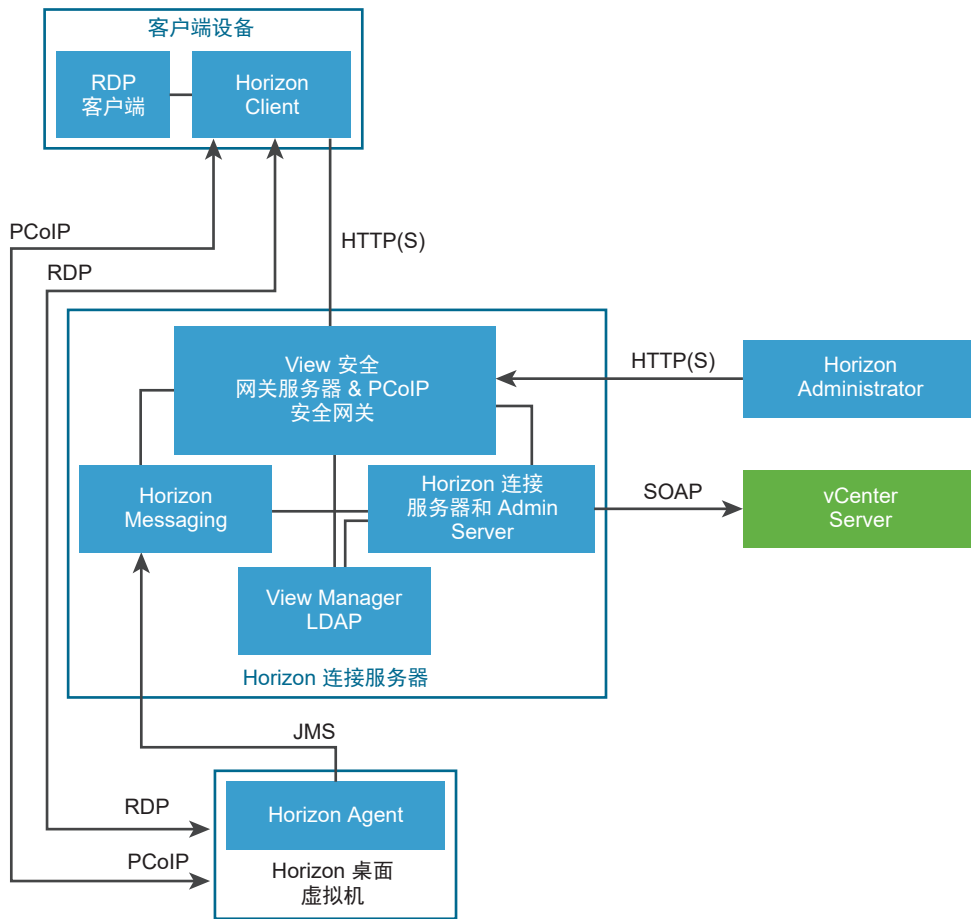 客户端设备
RDP
客户端
Horizon
Client
PCoIP
HTTP(S)
RDP
View 安全
网关服务器 & PCoIP
安全网关
HTTP(S)
Horizon
Administrator
Horizon
Messaging
Horizon 连接
服务器和 Admin
Server
SOAP
vCenter
Server
View Manager
LDAP
Horizon 连接服务器
JMS
RDP
Horizon Agent
PCoIP
Horizon 桌面
虚拟机